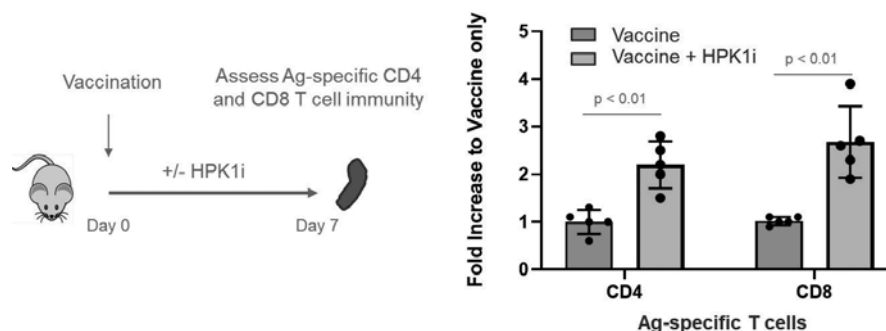 Vaccination
Assess Ag-specific CD4
and CD8 T cell immunity
+/- HPK1i
Day 0
Day 7
Fold Increase to Vaccine only
5
4
3
2
1
0
Vaccine
Vaccine + HPK1i
p < 0.01
p < 0.01
CD4
CD8
Ag-specific T cells